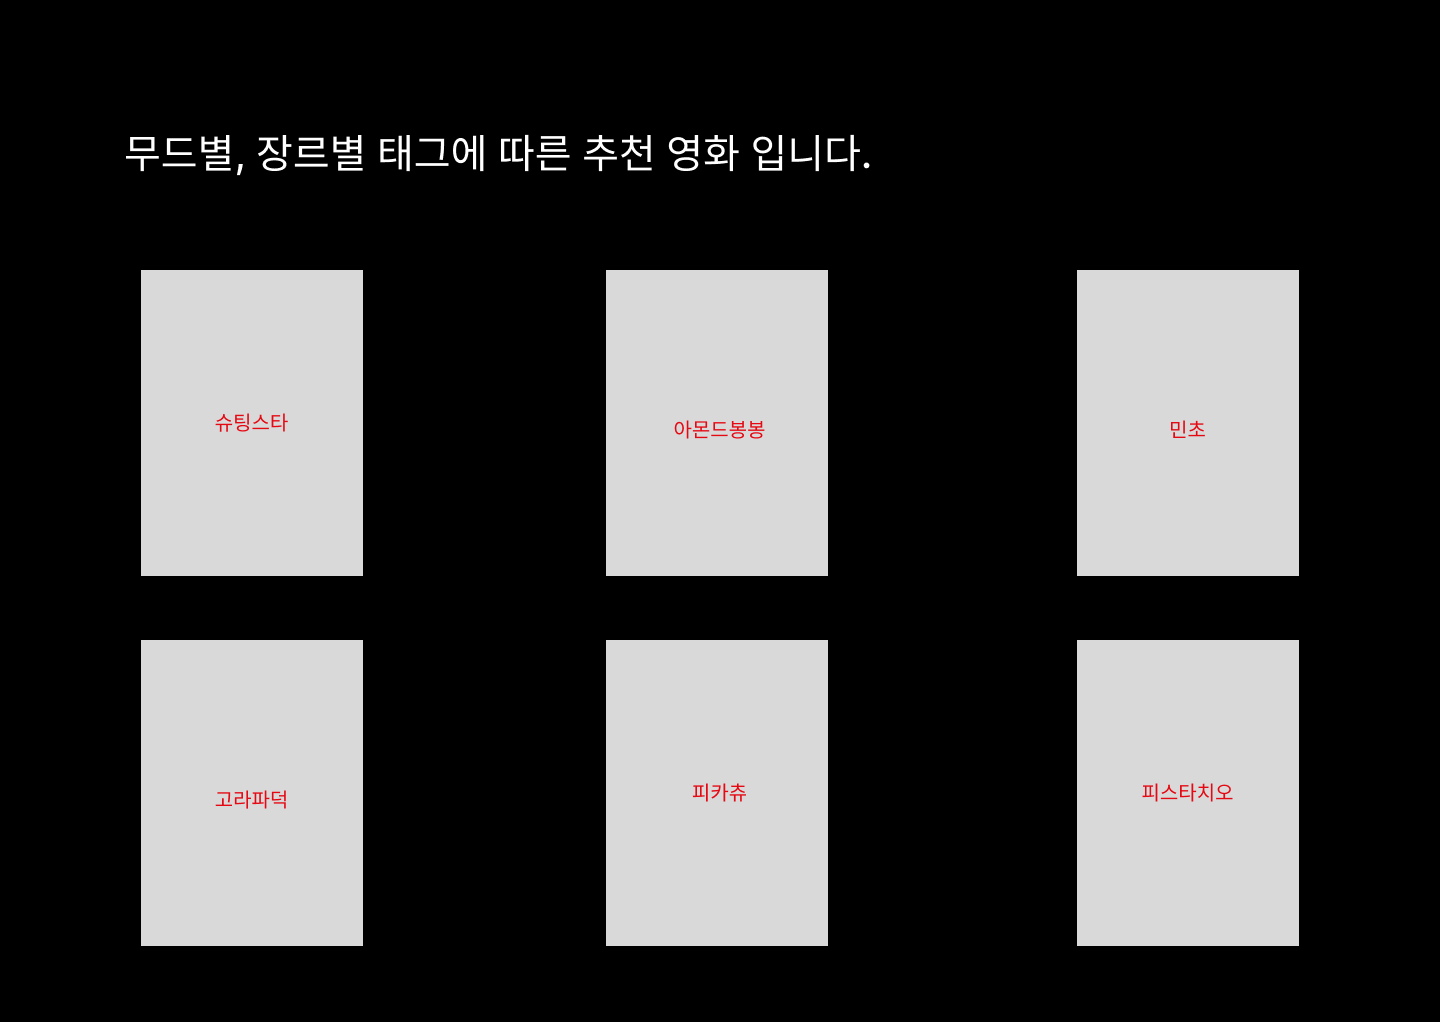 무드별, 장르별 태그에 따른 추천 영화 입니다.
슈팅스타
아몬드봉봉
민초
고라파덕
피카츄
피스타치오